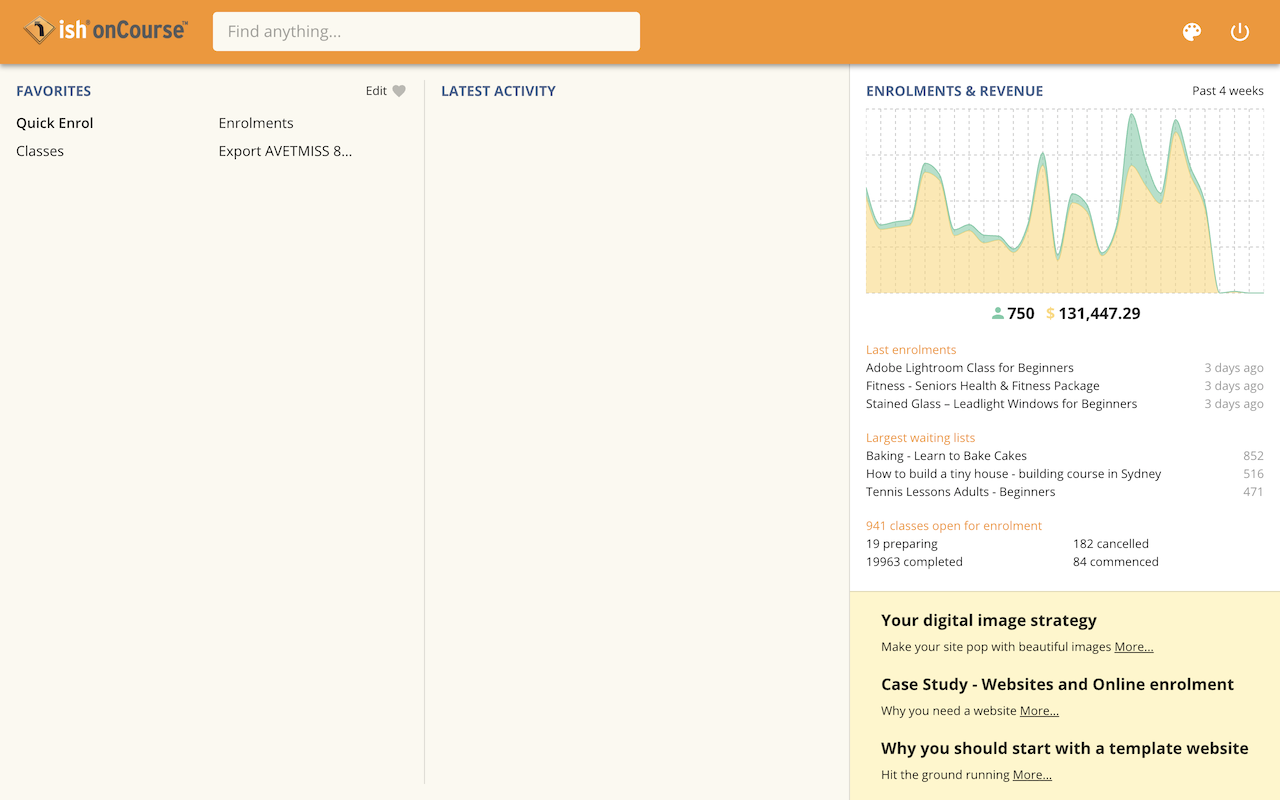 ish® onCourse™
Find anything...
FAVORITES
Edit
Quick Enrol
Enrolments
Classes
Export AVETMISS 8...
LATEST ACTIVITY
ENROLMENTS & REVENUE
Past 4 weeks
750 $ 131,447.29
Last enrolments
Adobe Lightroom Class for Beginners 3 days ago
Fitness - Seniors Health & Fitness Package 3 days ago
Stained Glass – Leadlight Windows for Beginners 3 days ago
Largest waiting lists
Baking - Learn to Bake Cakes 852
How to build a tiny house - building course in Sydney 516
Tennis Lessons Adults - Beginners 471
941 classes open for enrolment
19 preparing 182 cancelled
19963 completed 84 commenced
Your digital image strategy
Make your site pop with beautiful images More...
Case Study - Websites and Online enrolment
Why you need a website More...
Why you should start with a template website
Hit the ground running More...